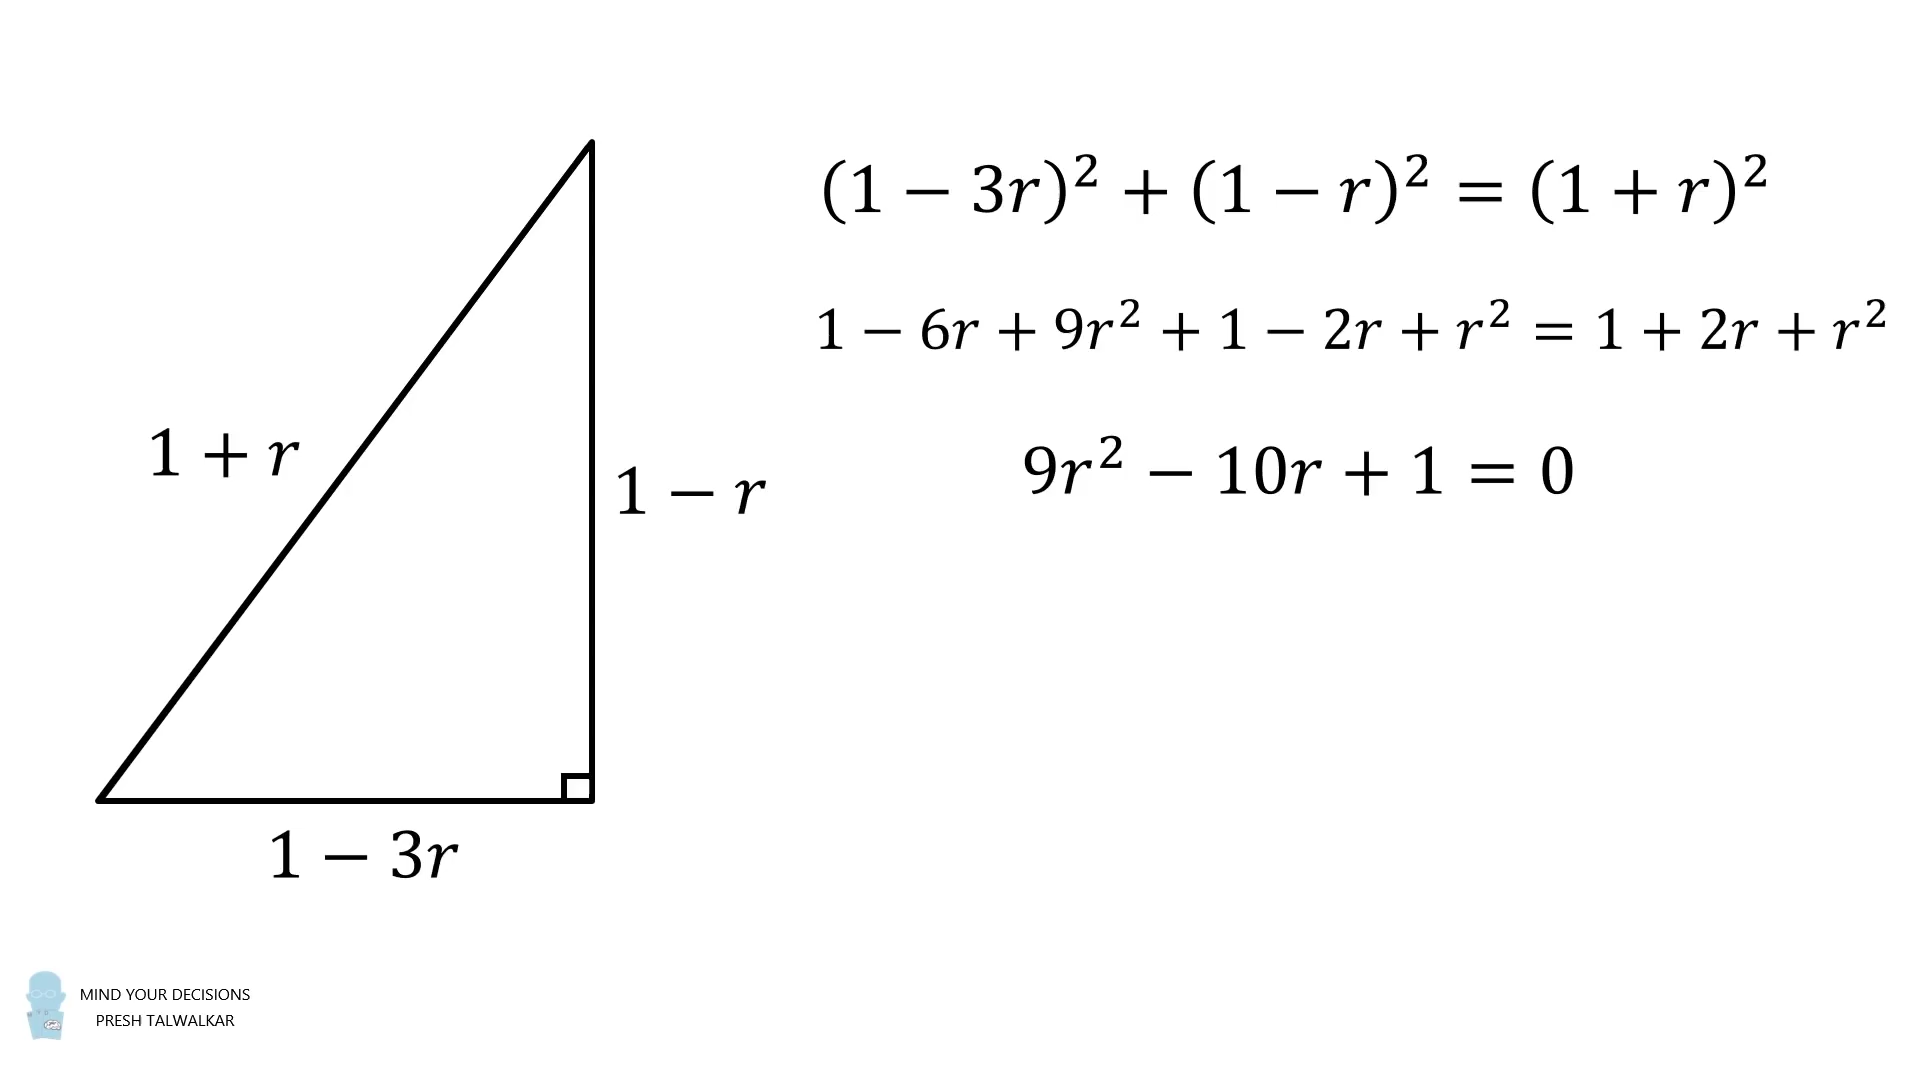 (1 − 3r)² + (1 − r)² = (1 + r)²
1 − 6r + 9r² + 1 − 2r + r² = 1 + 2r + r²
9r² − 10r + 1 = 0
1 + r
1 − r
1 − 3r
MIND YOUR DECISIONS
PRESH TALWALKAR